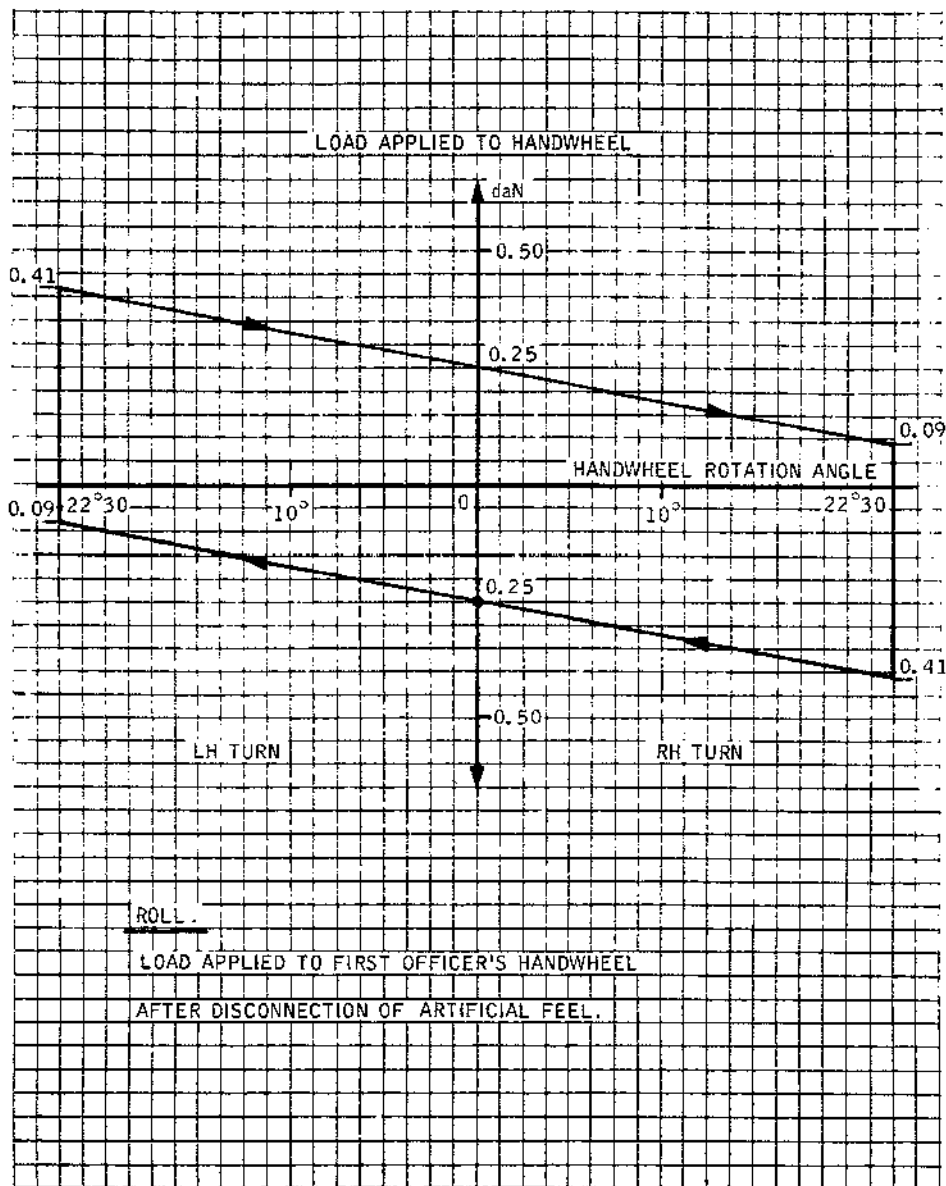 LOAD APPLIED TO HANDWHEEL
daN
0.50
0.41
0.25
0.09
HANDWHEEL ROTATION ANGLE
0.09 22°30 10° 0 10° 22°30
0.25
0.41
0.50
LH TURN RH TURN
ROLL.
LOAD APPLIED TO FIRST OFFICER'S HANDWHEEL
AFTER DISCONNECTION OF ARTIFICIAL FEEL.